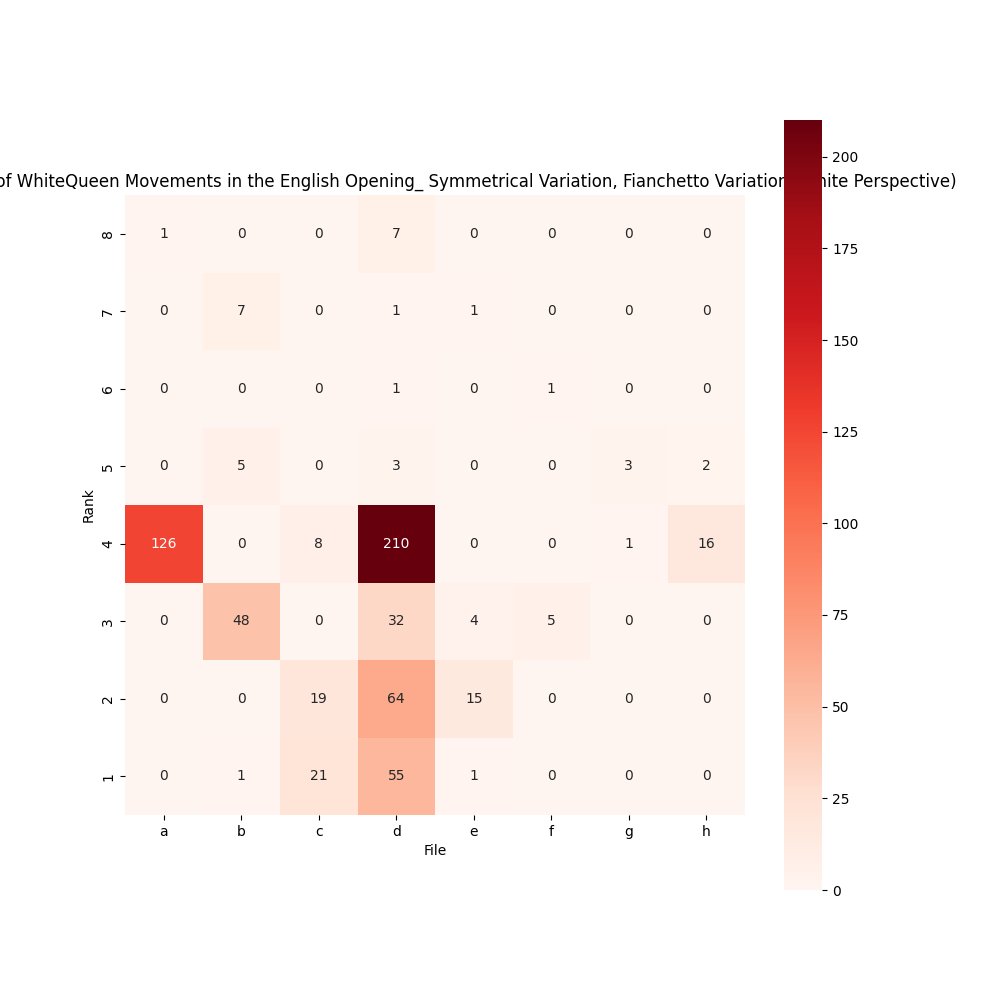 of WhiteQueen Movements in the English Opening_ Symmetrical Variation, Fianchetto Variation Perspective)
200
175
150
125
100
75
50
25
0
Rank
8 1 0 0 7 0 0 0 0
7 0 7 0 1 1 0 0 0
6 0 0 0 1 0 1 0 0
5 0 5 0 3 0 0 3 2
4 126 0 8 210 0 0 1 16
3 0 48 0 32 4 5 0 0
2 0 0 19 64 15 0 0 0
1 0 1 21 55 1 0 0 0
a b c d e f g h
File